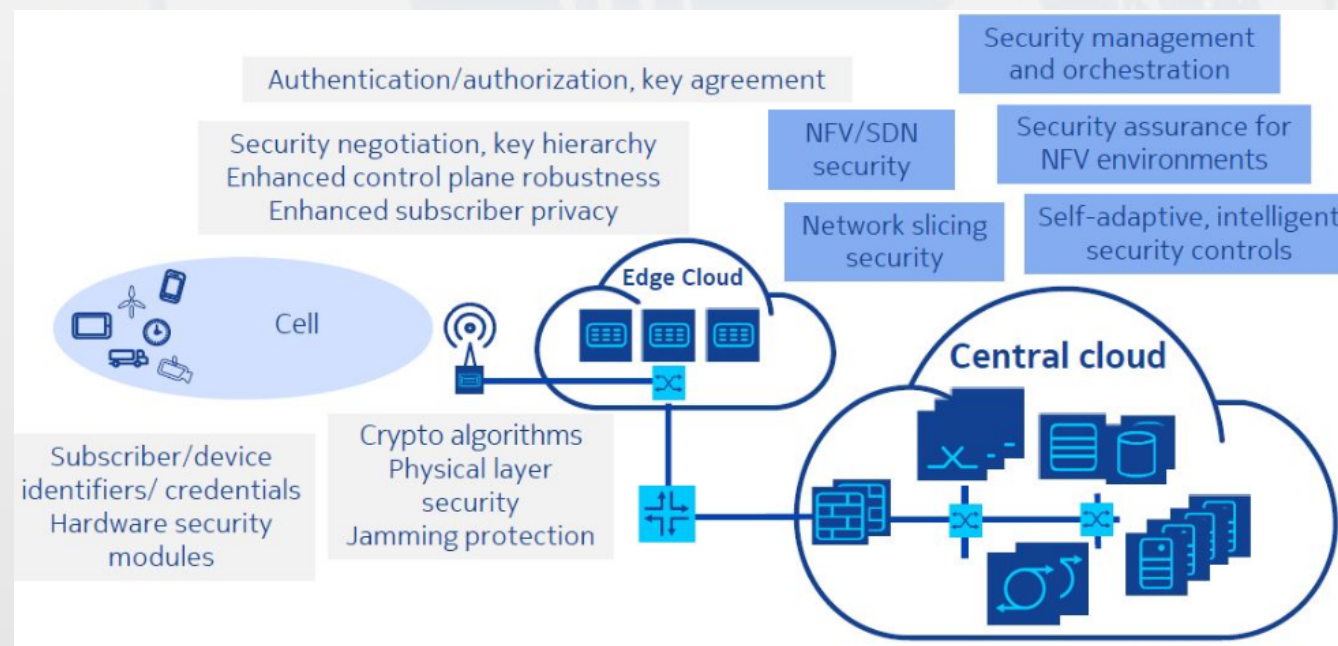 Security management
and orchestration
Authentication/authorization, key agreement
NFV/SDN
security
Security assurance for
NFV environments
Security negotiation, key hierarchy
Enhanced control plane robustness
Enhanced subscriber privacy
Network slicing
security
Self-adaptive, intelligent
security controls
Edge Cloud
Cell
Central cloud
Subscriber/device
identifiers/ credentials
Hardware security
modules
Crypto algorithms
Physical layer
security
Jamming protection